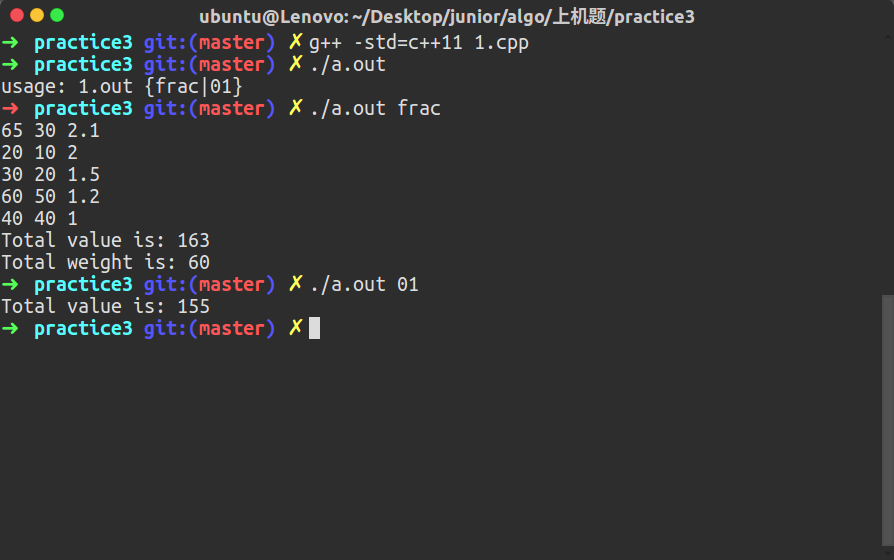 ubuntu@Lenovo: ~/Desktop/junior/algo/上机题/practice3
➜ practice3 git:(master) ✗ g++ -std=c++11 1.cpp
➜ practice3 git:(master) ✗ ./a.out
usage: 1.out {frac|01}
➜ practice3 git:(master) ✗ ./a.out frac
65 30 2.1
20 10 2
30 20 1.5
60 50 1.2
40 40 1
Total value is: 163
Total weight is: 60
➜ practice3 git:(master) ✗ ./a.out 01
Total value is: 155
➜ practice3 git:(master) ✗